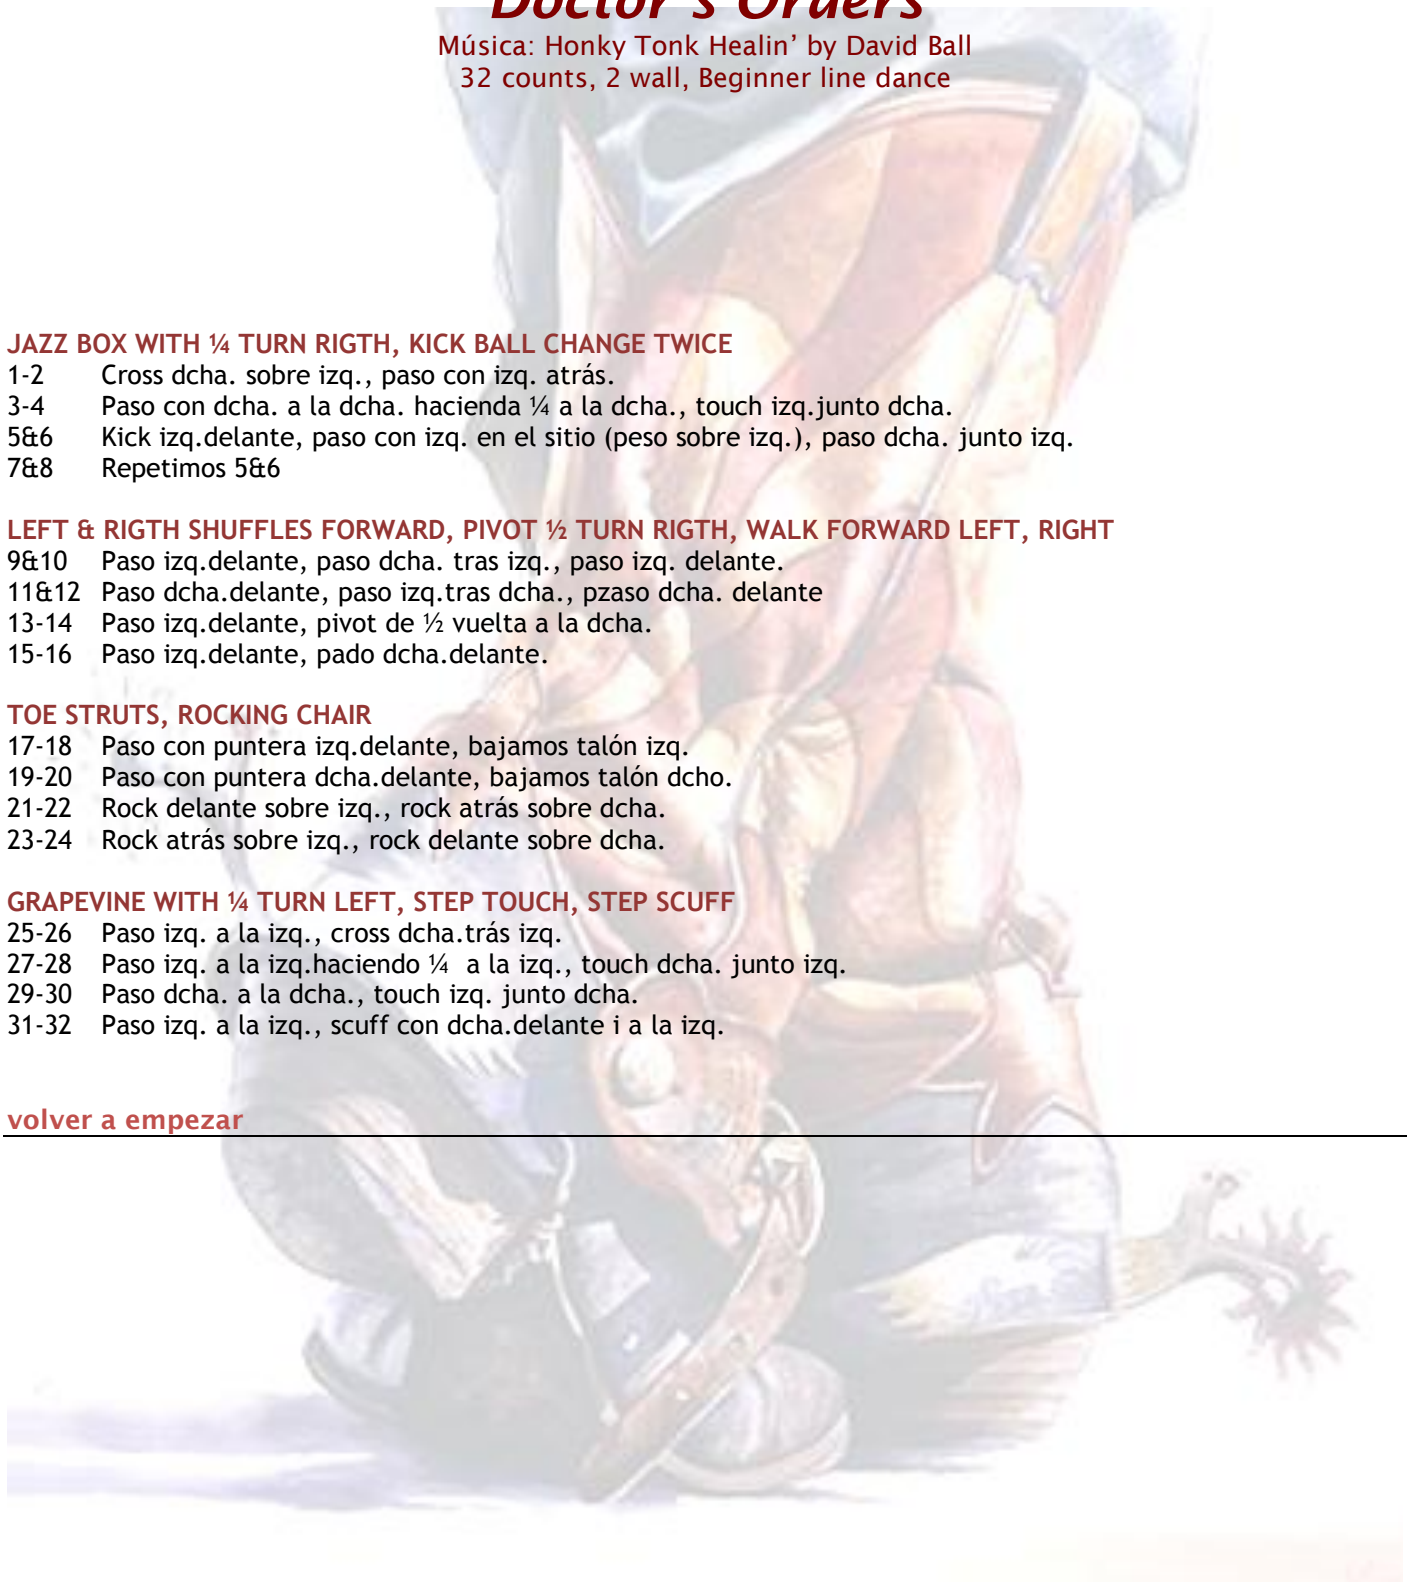 Doctor's Orders
Música: Honky Tonk Healin' by David Ball
32 counts, 2 wall, Beginner line dance
JAZZ BOX WITH ¼ TURN RIGTH, KICK BALL CHANGE TWICE
1-2 Cross dcha. sobre izq., paso con izq. atrás.
3-4 Paso con dcha. a la dcha. hacienda ¼ a la dcha., touch izq.junto dcha.
5&6 Kick izq.delante, paso con izq. en el sitio (peso sobre izq.), paso dcha. junto izq.
7&8 Repetimos 5&6
LEFT & RIGTH SHUFFLES FORWARD, PIVOT ½ TURN RIGTH, WALK FORWARD LEFT, RIGHT
9&10 Paso izq.delante, paso dcha. tras izq., paso izq. delante.
11&12 Paso dcha.delante, paso izq.tras dcha., pzaso dcha. delante
13-14 Paso izq.delante, pivot de ½ vuelta a la dcha.
15-16 Paso izq.delante, pado dcha.delante.
TOE STRUTS, ROCKING CHAIR
17-18 Paso con puntera izq.delante, bajamos talón izq.
19-20 Paso con puntera dcha.delante, bajamos talón dcho.
21-22 Rock delante sobre izq., rock atrás sobre dcha.
23-24 Rock atrás sobre izq., rock delante sobre dcha.
GRAPEVINE WITH ¼ TURN LEFT, STEP TOUCH, STEP SCUFF
25-26 Paso izq. a la izq., cross dcha.trás izq.
27-28 Paso izq. a la izq.haciendo ¼ a la izq., touch dcha. junto izq.
29-30 Paso dcha. a la dcha., touch izq. junto dcha.
31-32 Paso izq. a la izq., scuff con dcha.delante i a la izq.
volver a empezar